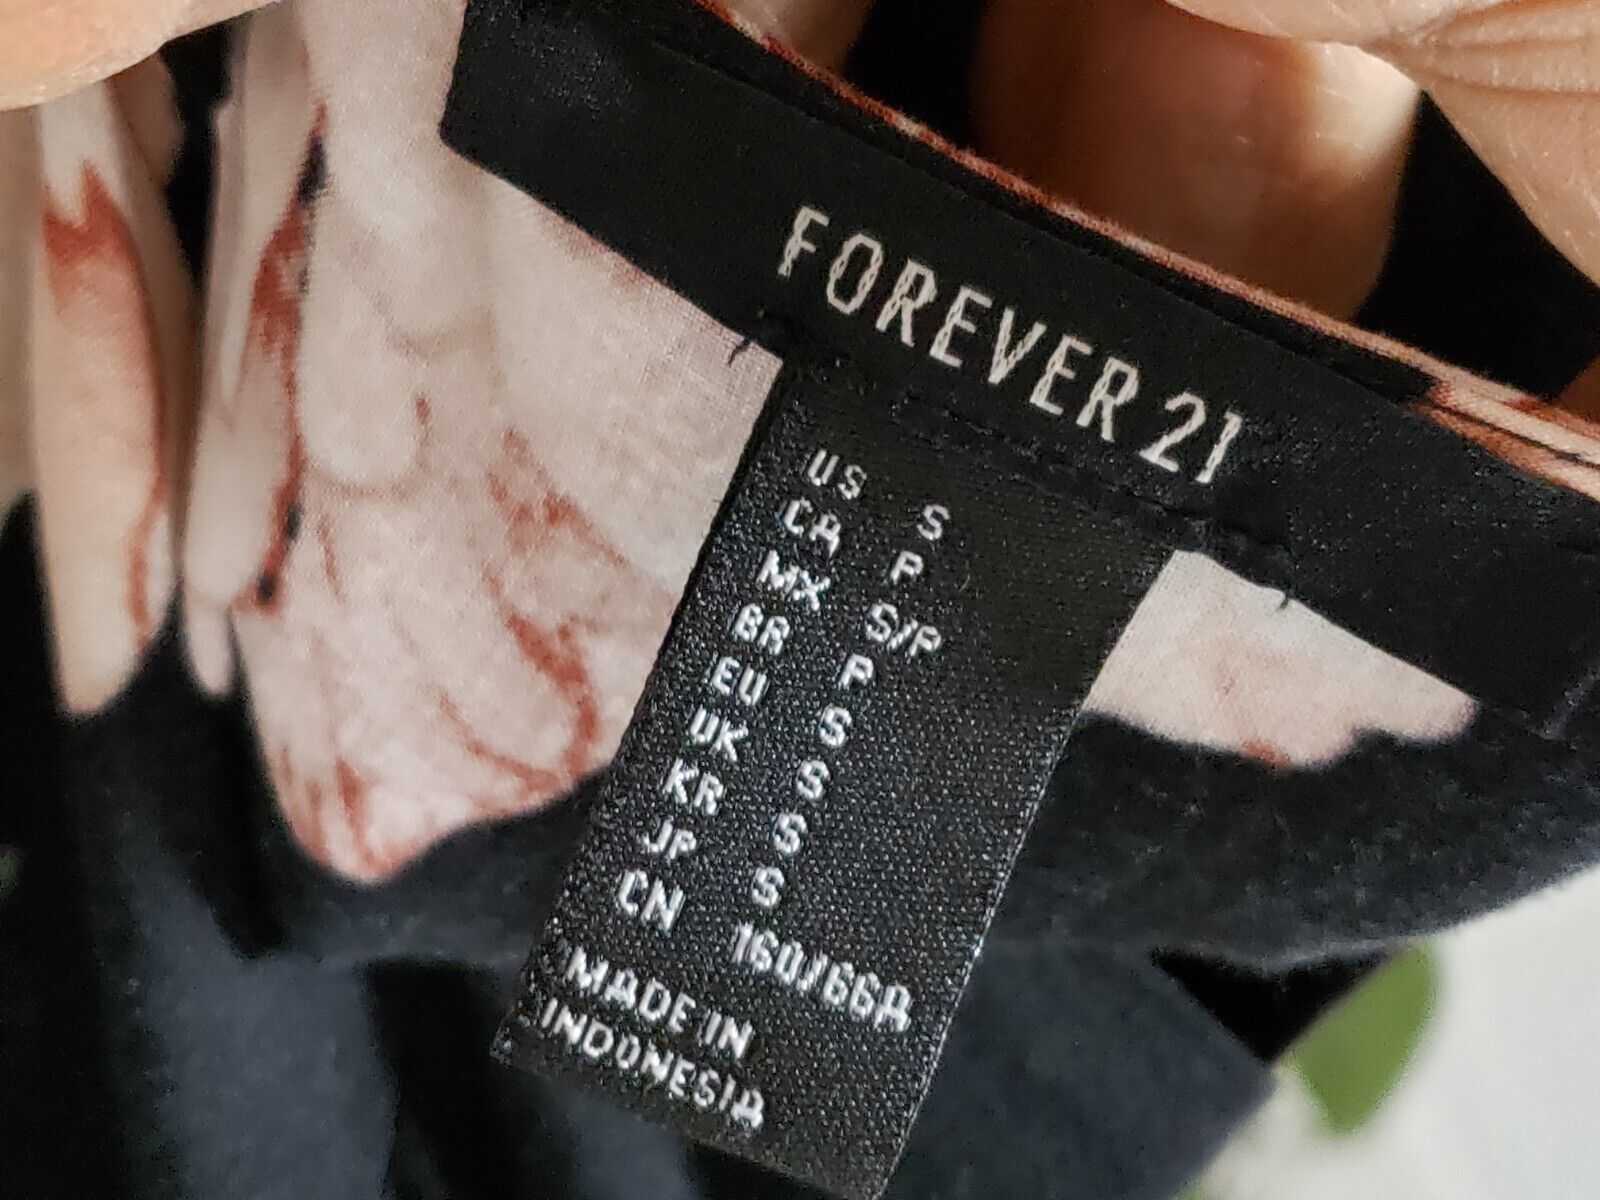 FOREVER 21
US S
CA P
MX S/P
BR P
EU S
UK S
KR S
JP S
CN 160/66A
MADE IN
INDONESIA